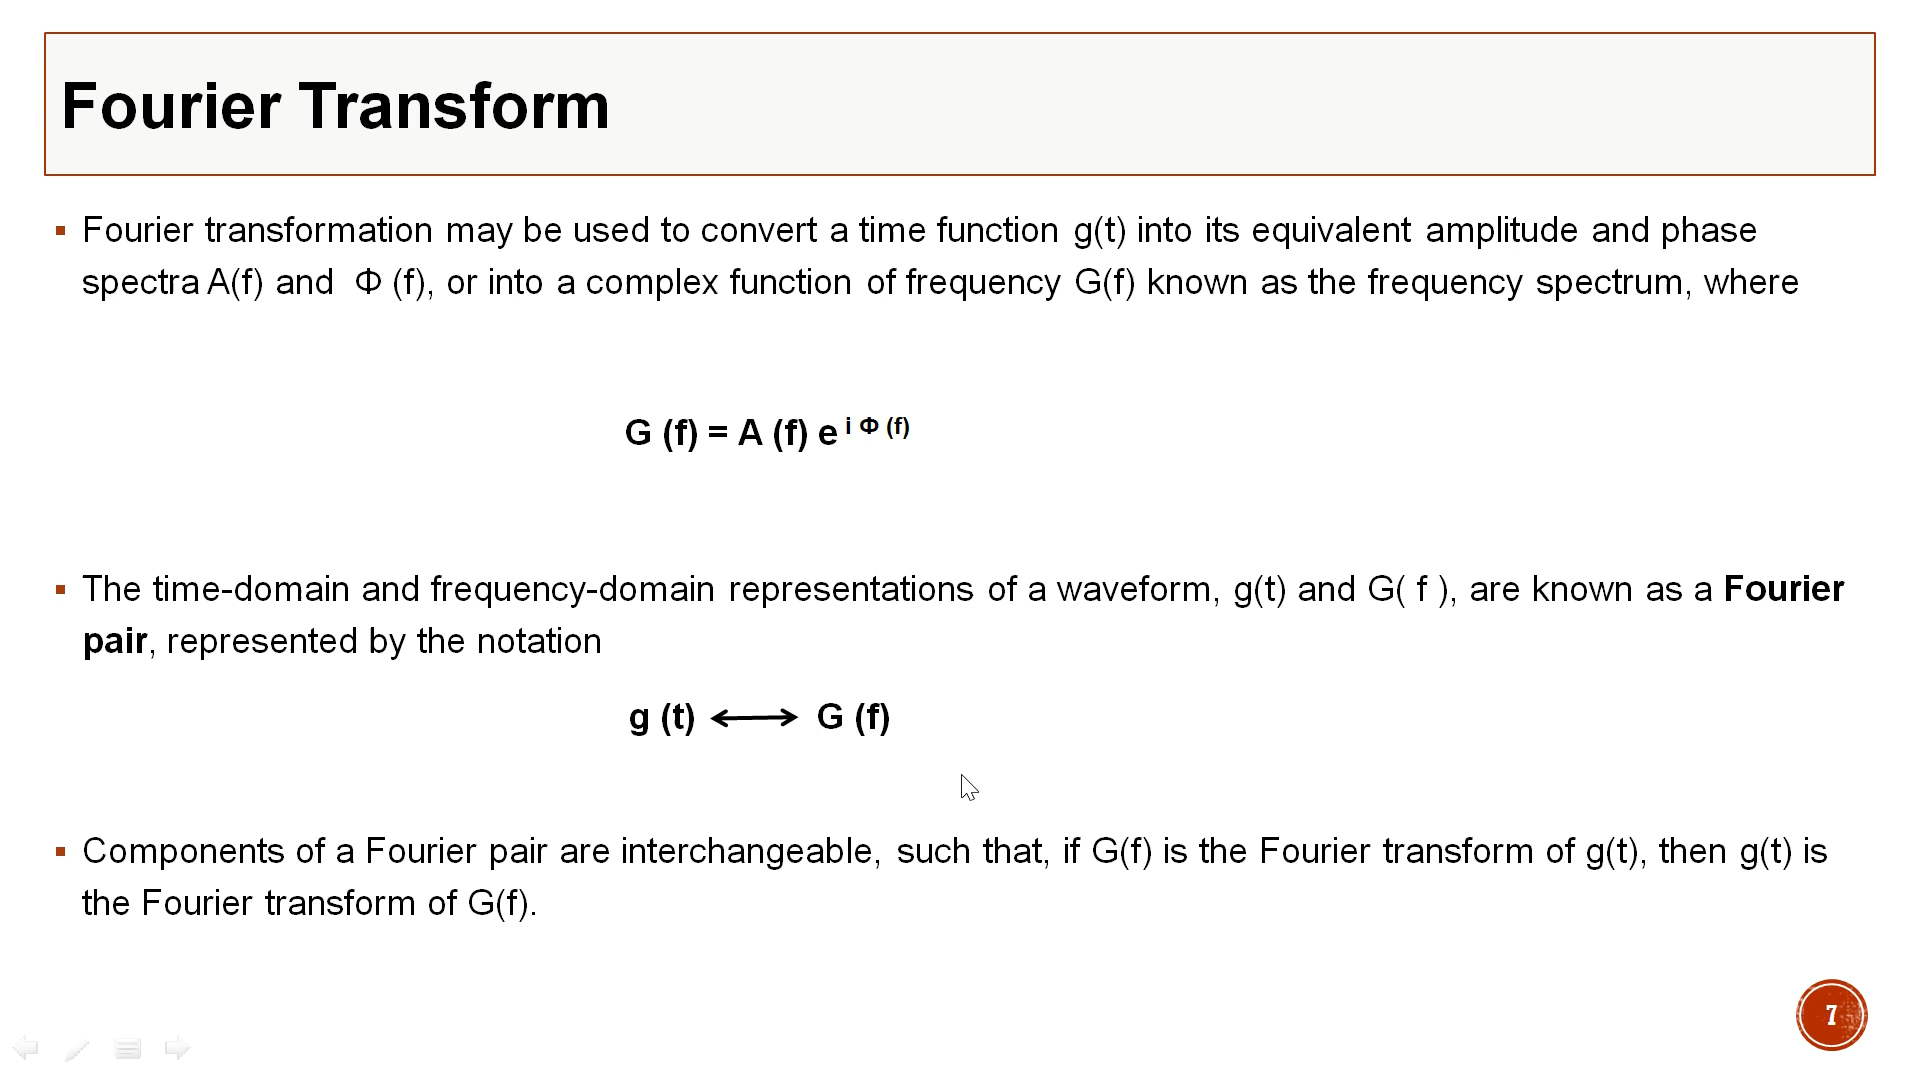 Fourier Transform
Fourier transformation may be used to convert a time function g(t) into its equivalent amplitude and phase
spectra A(f) and Φ (f), or into a complex function of frequency G(f) known as the frequency spectrum, where
G (f) = A (f) e i Φ (f)
The time-domain and frequency-domain representations of a waveform, g(t) and G( f ), are known as a Fourier
pair, represented by the notation
g (t) ⟷ G (f)
Components of a Fourier pair are interchangeable, such that, if G(f) is the Fourier transform of g(t), then g(t) is
the Fourier transform of G(f).
7